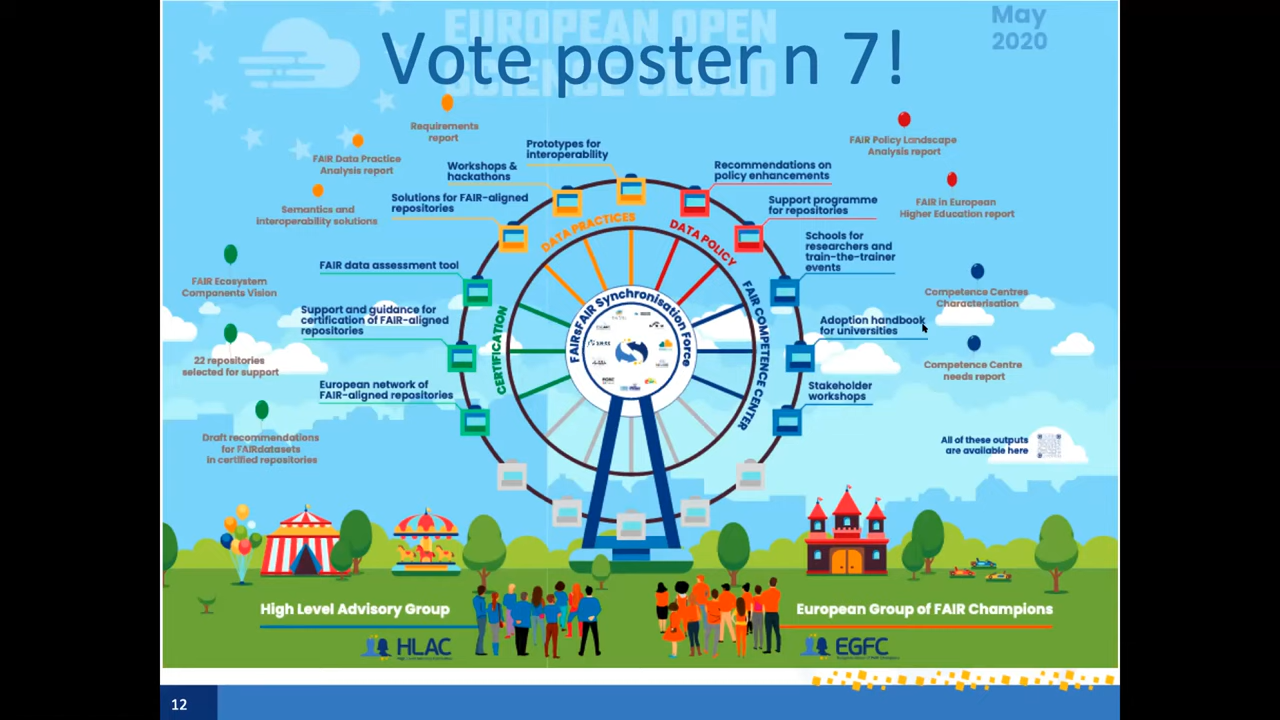 EUROPEAN OPEN
SCIENCE CLOUD
May
2020
Vote poster n 7!
Requirements
report
FAIR Data Practice
Analysis report
Semantics and
interoperability solutions
Prototypes for
interoperability
Workshops &
hackathons
Solutions for FAIR-aligned
repositories
Recommendations on
policy enhancements
Support programme
for repositories
FAIR Policy Landscape
Analysis report
FAIR in European
Higher Education report
Schools for
researchers and
train-the-trainer
events
FAIR data assessment tool
Support and guidance for
certification of FAIR-aligned
repositories
European network of
FAIR-aligned repositories
FAIR Ecosystem
Components Vision
22 repositories
selected for support
Draft recommendations
for FAIRdatasets
in certified repositories
DATA PRACTICES
DATA POLICY
CERTIFICATION
FAIR COMPETENCE CENTER
FAIRsFAIR Synchronisation Force
Adoption handbook
for universities
Stakeholder
workshops
Competence Centres
Characterisation
Competence Centre
needs report
All of these outputs
are available here
High Level Advisory Group
HLAC
European Group of FAIR Champions
EGFC
12